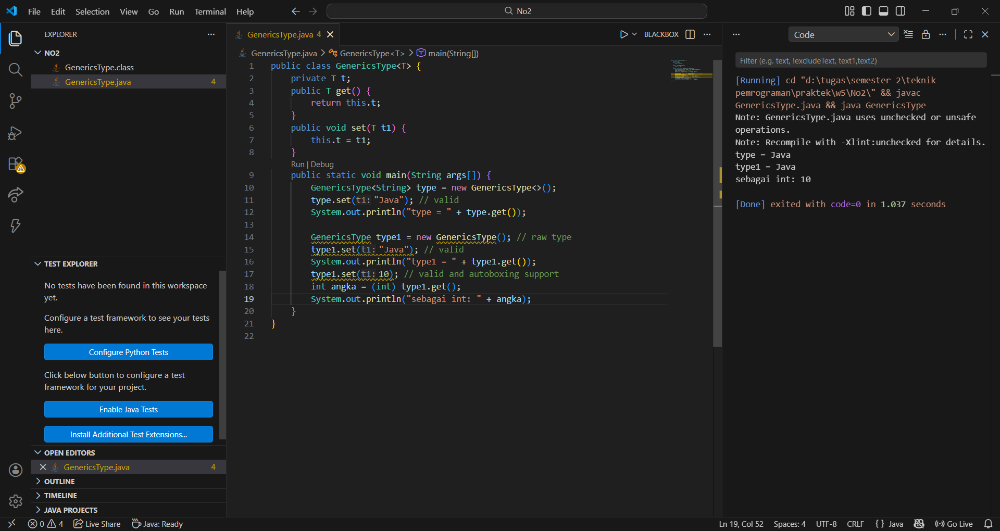 File Edit Selection View Go Run Terminal Help
No2
EXPLORER
NO2
GenericsType.class
GenericsType.java 4
TEST EXPLORER
No tests have been found in this workspace
yet.
Configure a test framework to see your tests
here.
Configure Python Tests
Click below button to configure a test
framework for your project.
Enable Java Tests
Install Additional Test Extensions...
OPEN EDITORS
GenericsType.java 4
OUTLINE
TIMELINE
JAVA PROJECTS
GenericsType.java 4
BLACKBOX
GenericsType.java > GenericsType<T> > main(String[])
1 public class GenericsType<T> {
2 private T t;
3 public T get() {
4 return this.t;
5 }
6 public void set(T t1) {
7 this.t = t1;
8 }
Run | Debug
9 public static void main(String args[]) {
10 GenericsType<String> type = new GenericsType<>();
11 type.set(t1: "Java"); // valid
12 System.out.println("type = " + type.get());
13
14 GenericsType type1 = new GenericsType(); // raw type
15 type1.set(t1: "Java"); // valid
16 System.out.println("type1 = " + type1.get());
17 type1.set(t1: 10); // valid and autoboxing support
18 int angka = (int) type1.get();
19 System.out.println("sebagai int: " + angka);
20 }
21 }
22
Code
Filter (e.g. text, !excludeText, text1,text2)
[Running] cd "d:\tugas\semester 2\teknik
pemrograman\praktek\w5\No2\" && javac
GenericsType.java && java GenericsType
Note: GenericsType.java uses unchecked or unsafe
operations.
Note: Recompile with -Xlint:unchecked for details.
type = Java
type1 = Java
sebagai int: 10
[Done] exited with code=0 in 1.037 seconds
0 4 Live Share Java: Ready
Ln 19, Col 52 Spaces: 4 UTF-8 CRLF {} Java Go Live